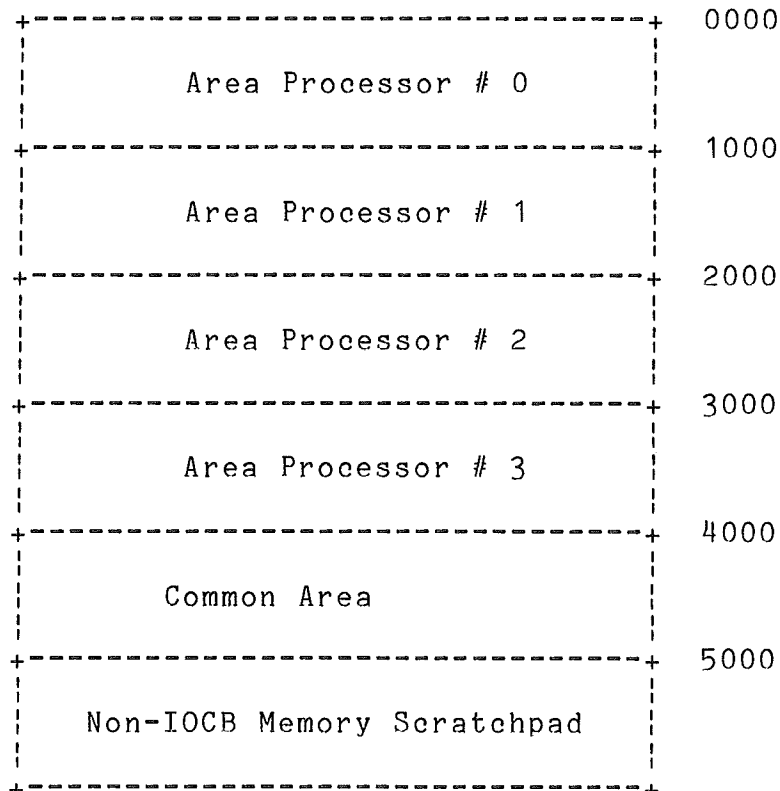 0000
Area Processor # 0
1000
Area Processor # 1
2000
Area Processor # 2
3000
Area Processor # 3
4000
Common Area
5000
Non-IOCB Memory Scratchpad